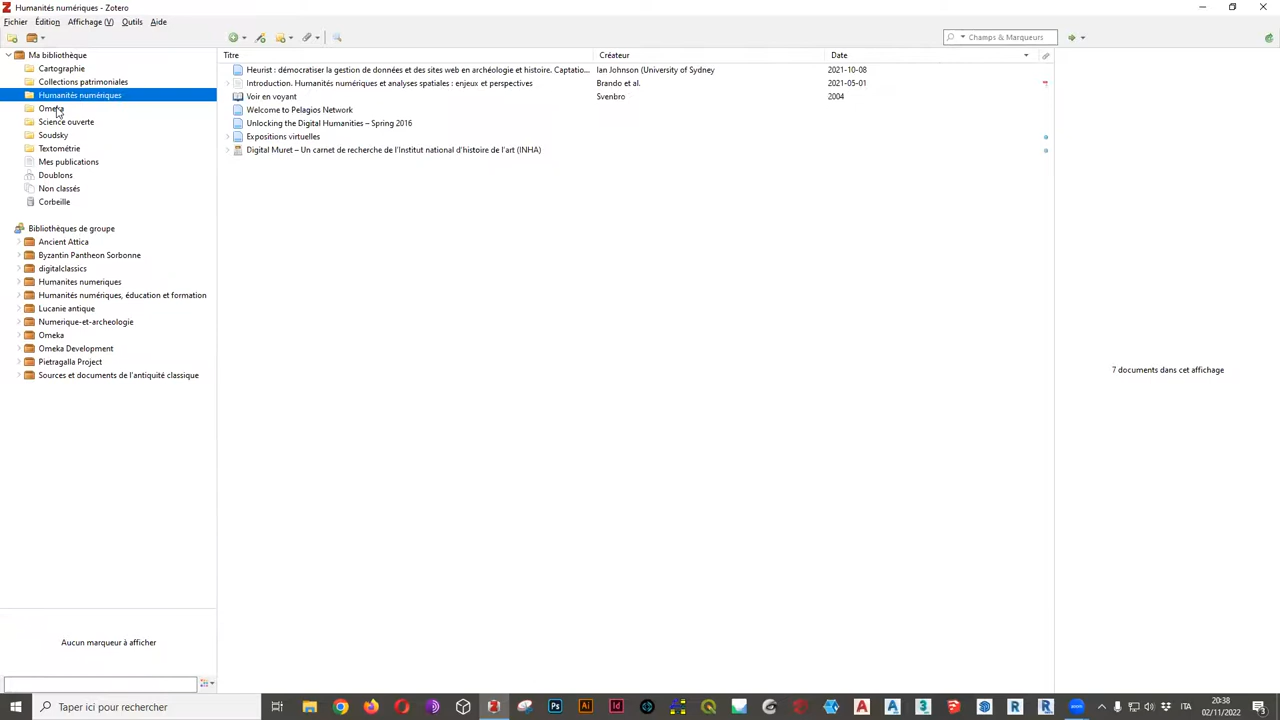 Humanités numériques - Zotero
Fichier Édition Affichage (V) Outils Aide
Champs & Marqueurs
Ma bibliothèque
Cartographie
Collections patrimoniales
Humanités numériques
Omeka
Science ouverte
Soudsky
Textométrie
Mes publications
Doublons
Non classés
Corbeille
Bibliothèques de groupe
Ancient Attica
Byzantin Pantheon Sorbonne
digitalclassics
Humanites numeriques
Humanités numériques, éducation et formation
Lucanie antique
Numerique-et-archeologie
Omeka
Omeka Development
Pietragalla Project
Sources et documents de l'antiquité classique
Aucun marqueur à afficher
Titre Créateur Date
Heurist : démocratiser la gestion de données et des sites web en archéologie et histoire. Captatio... Ian Johnson (University of Sydney 2021-10-08
Introduction. Humanités numériques et analyses spatiales : enjeux et perspectives Brando et al. 2021-05-01
Voir en voyant Svenbro 2004
Welcome to Pelagios Network
Unlocking the Digital Humanities – Spring 2016
Expositions virtuelles
Digital Muret – Un carnet de recherche de l'Institut national d'histoire de l'art (INHA)
7 documents dans cet affichage
Taper ici pour rechercher
ITA
20:38
02/11/2022